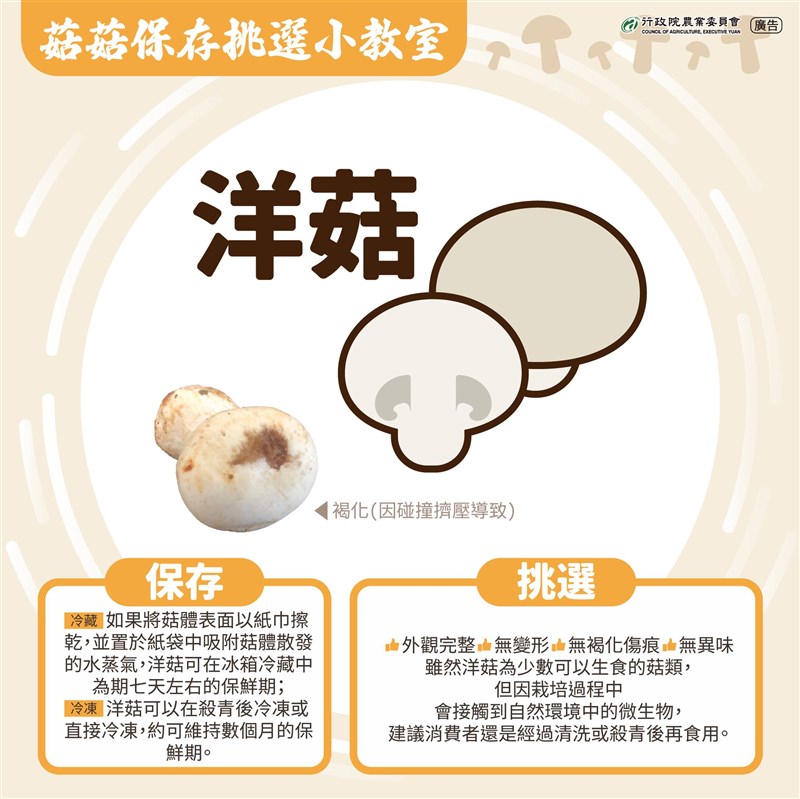 菇菇保存挑選小教室
行政院農業委員會
COUNCIL OF AGRICULTURE, EXECUTIVE YUAN
廣告
洋菇
褐化(因碰撞擠壓導致)
保存
冷藏 如果將菇體表面以紙巾擦
乾,並置於紙袋中吸附菇體散發
的水蒸氣,洋菇可在冰箱冷藏中
為期七天左右的保鮮期;
冷凍 洋菇可以在殺青後冷凍或
直接冷凍,約可維持數個月的保
鮮期。
挑選
外觀完整 無變形 無褐化傷痕 無異味
雖然洋菇為少數可以生食的菇類,
但因栽培過程中
會接觸到自然環境中的微生物,
建議消費者還是經過清洗或殺青後再食用。